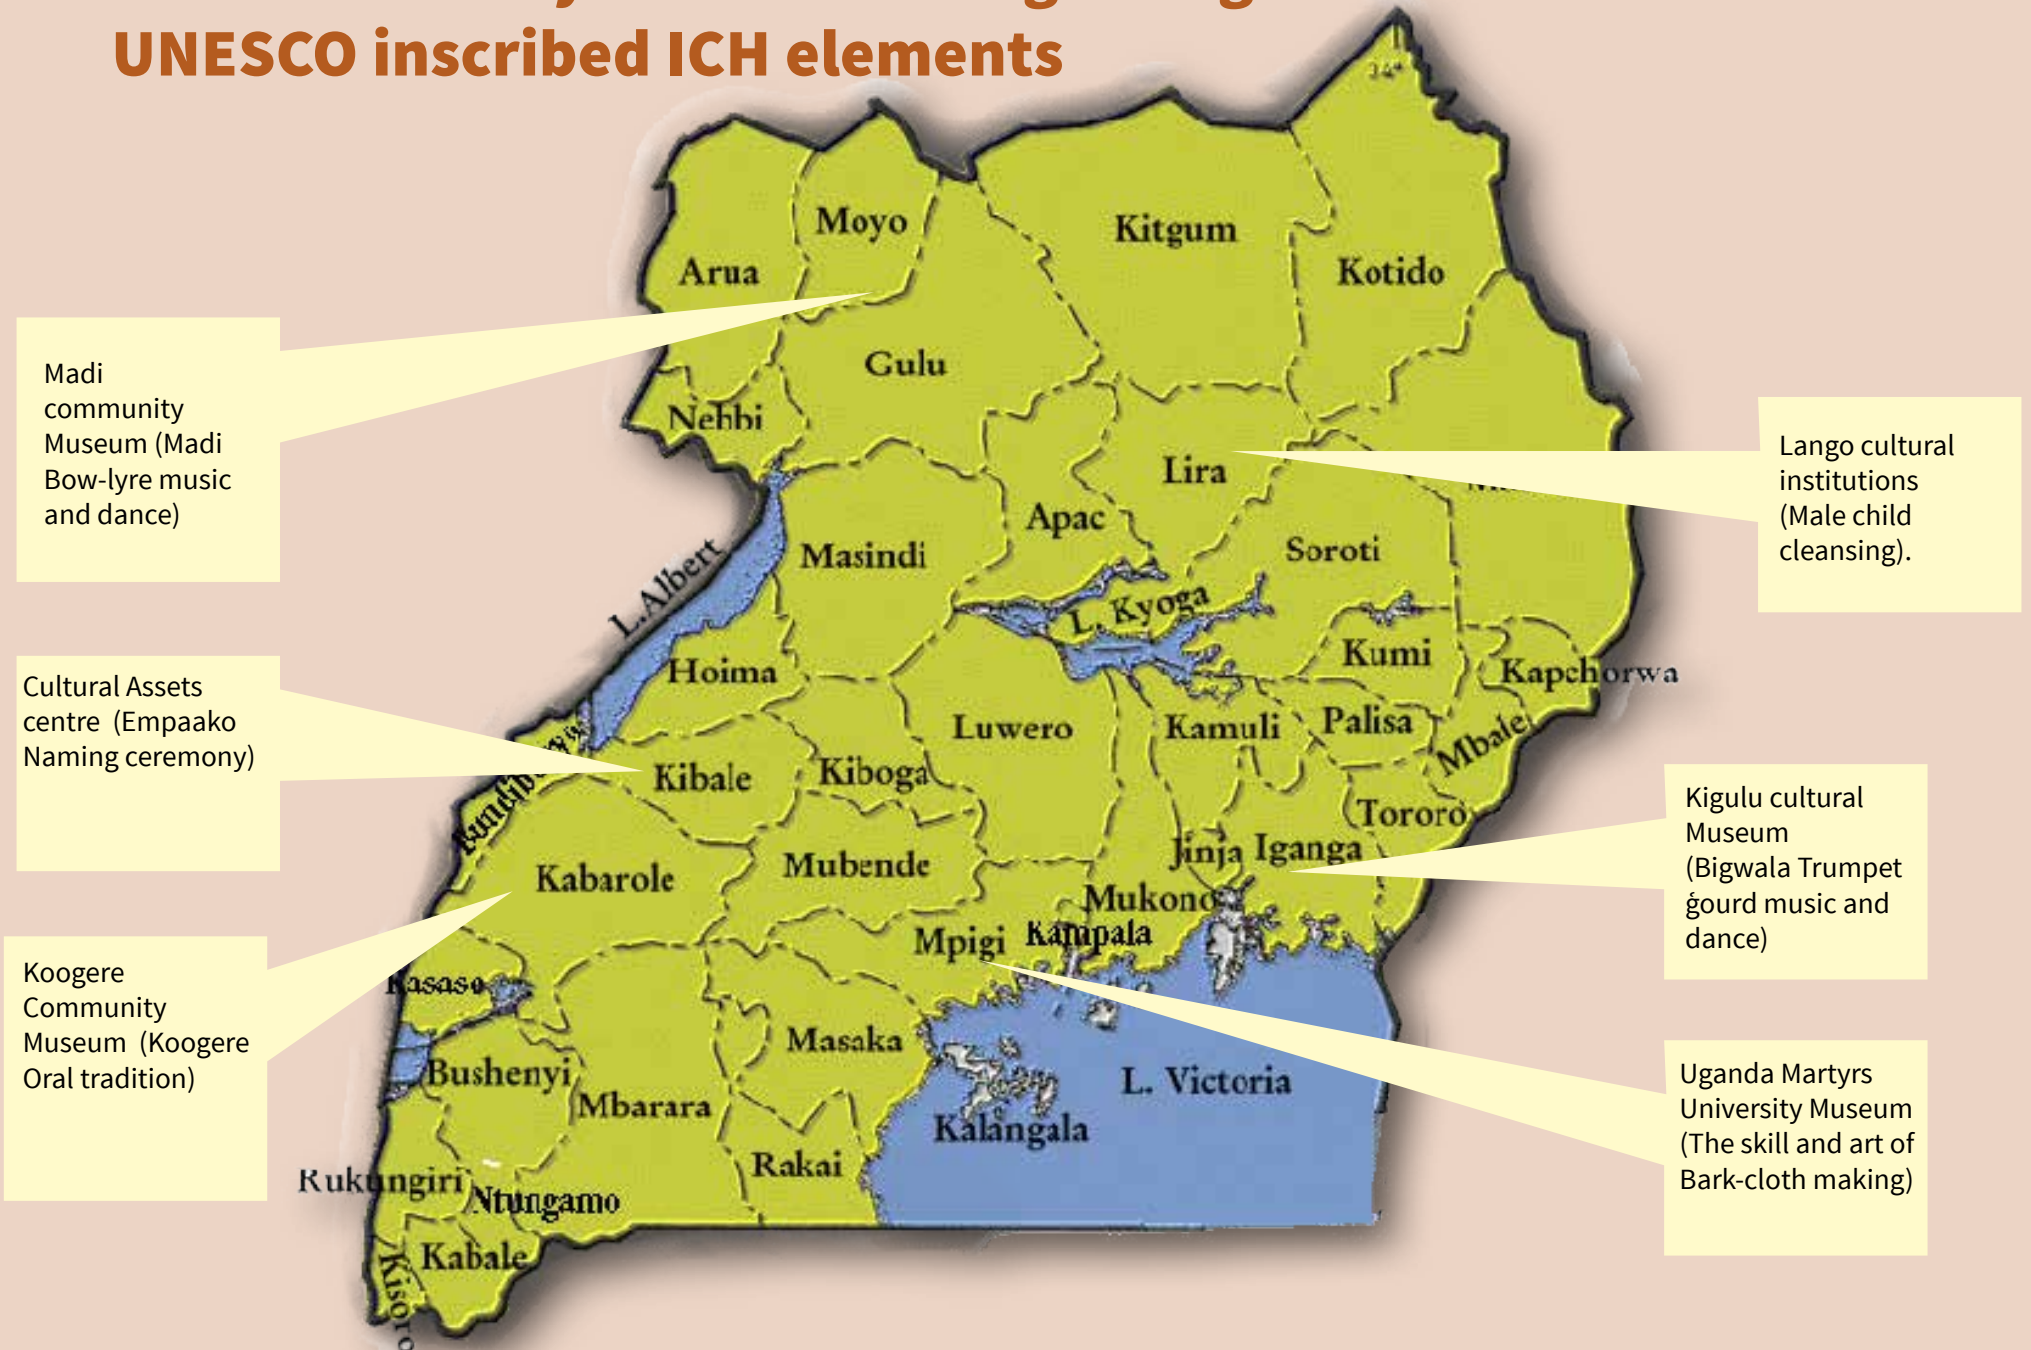 UNESCO inscribed ICH elements
34°
Moyo
Kitgum
Arua
Kotido
Madi
community
Museum (Madi
Bow-lyre music
and dance)
Gulu
Nebbi
Lango cultural
institutions
(Male child
cleansing).
Lira
Apac
Soroti
Masindi
L. Albert
L. Kyoga
Kumi
Kapchorwa
Hoima
Cultural Assets
centre (Empaako
Naming ceremony)
Luwero
Kamuli
Palisa
Mbale
Kibale
Kiboga
Tororo
Kigulu cultural
Museum
(Bigwala Trumpet
gourd music and
dance)
Jinja
Iganga
Kabarole
Mubende
Mukono
Mpigi
Kampala
Koogere
Community
Museum (Koogere
Oral tradition)
Kasaso
Masaka
Bushenyi
Mbarara
L. Victoria
Kalangala
Uganda Martyrs
University Museum
(The skill and art of
Bark-cloth making)
Rakai
Rukungiri
Ntungamo
Kabale
Kisoro